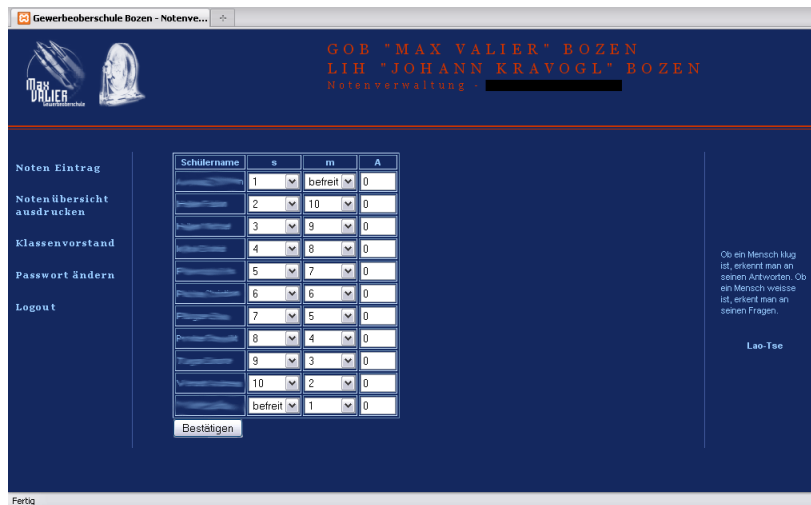 Gewerbeoberschule Bozen - Notenve...
GOB "MAX VALIER" BOZEN
LIH "JOHANN KRAVOGL" BOZEN
Notenverwaltung -
Max
VALIER
Gewerbeoberschule
Noten Eintrag
Notenübersicht
ausdrucken
Klassenvorstand
Passwort ändern
Logout
Schülername s m A
1 befreit 0
2 10 0
3 9 0
4 8 0
5 7 0
6 6 0
7 5 0
8 4 0
9 3 0
10 2 0
befreit 1 0
Bestätigen
Ob ein Mensch klug
ist, erkennt man an
seinen Antworten. Ob
ein Mensch weisse
ist, erkent man an
seinen Fragen.
Lao-Tse
Fertig